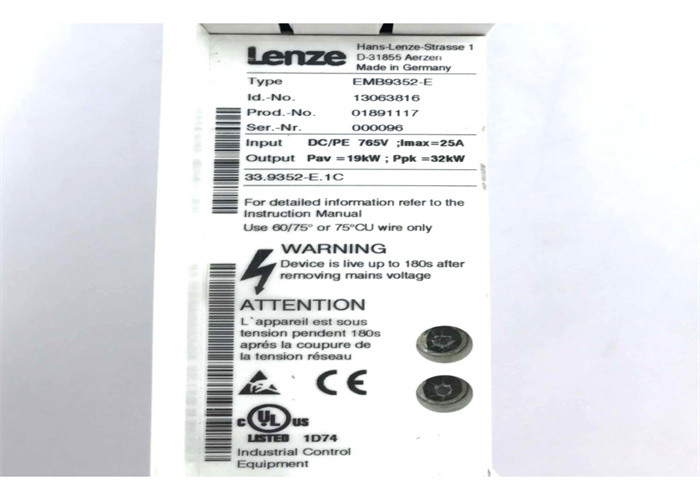 Lenze
Hans-Lenze-Strasse 1
D-31855 Aerzen
Made in Germany
Type EMB9352-E
Id.-No. 13063816
Prod.-No. 01891117
Ser.-Nr. 000096
Input DC/PE 765V ;Imax=25A
Output Pav =19kW ; Ppk =32kW
33.9352-E.1C
For detailed information refer to the
Instruction Manual
Use 60/75° or 75°CU wire only
WARNING
Device is live up to 180s after
removing mains voltage
ATTENTION
L`appareil est sous
tension pendent 180s
aprés la coupure de
la tension réseau
CE
c UL us
LISTED 1D74
Industrial Control
Equipment